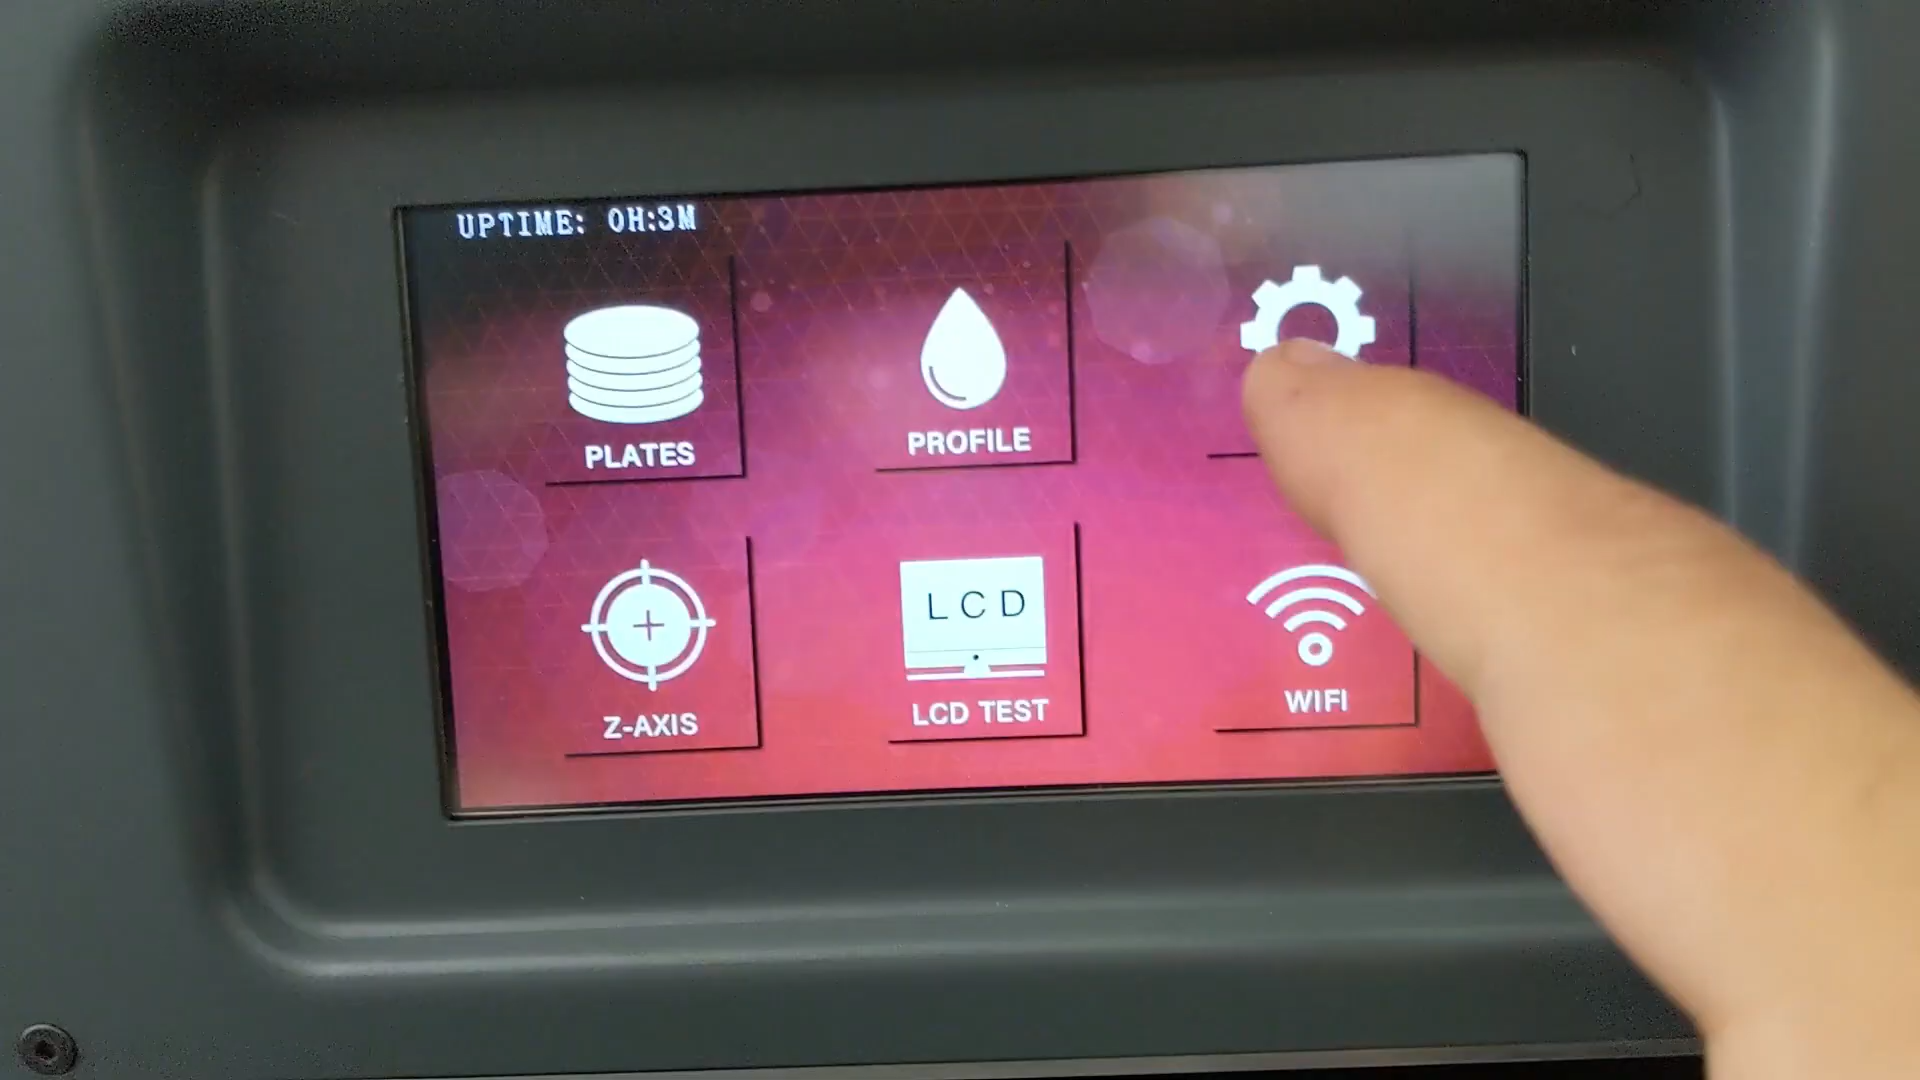 UPTIME: 0H:3M
PLATES
PROFILE
Z-AXIS
LCD
LCD TEST
WIFI